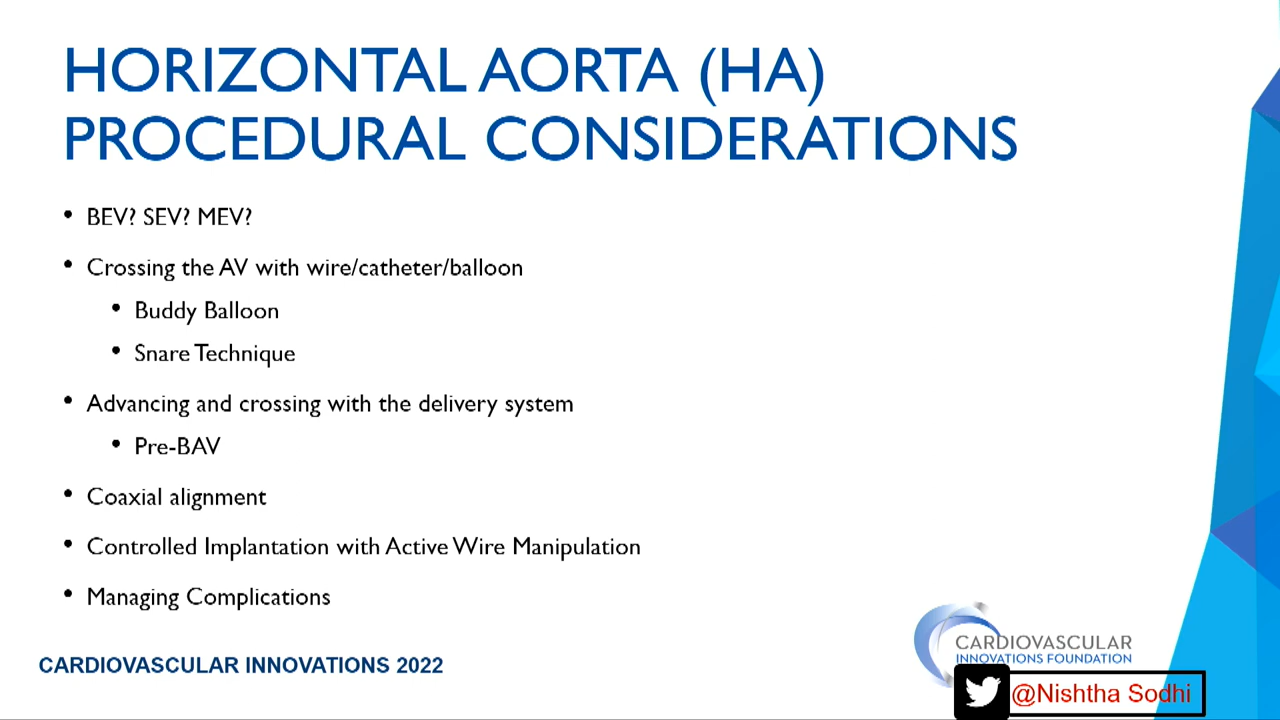 HORIZONTAL AORTA (HA)
PROCEDURAL CONSIDERATIONS
• BEV? SEV? MEV?
• Crossing the AV with wire/catheter/balloon
• Buddy Balloon
• Snare Technique
• Advancing and crossing with the delivery system
• Pre-BAV
• Coaxial alignment
• Controlled Implantation with Active Wire Manipulation
• Managing Complications
CARDIOVASCULAR
INNOVATIONS FOUNDATION
CARDIOVASCULAR INNOVATIONS 2022
@Nishtha Sodhi